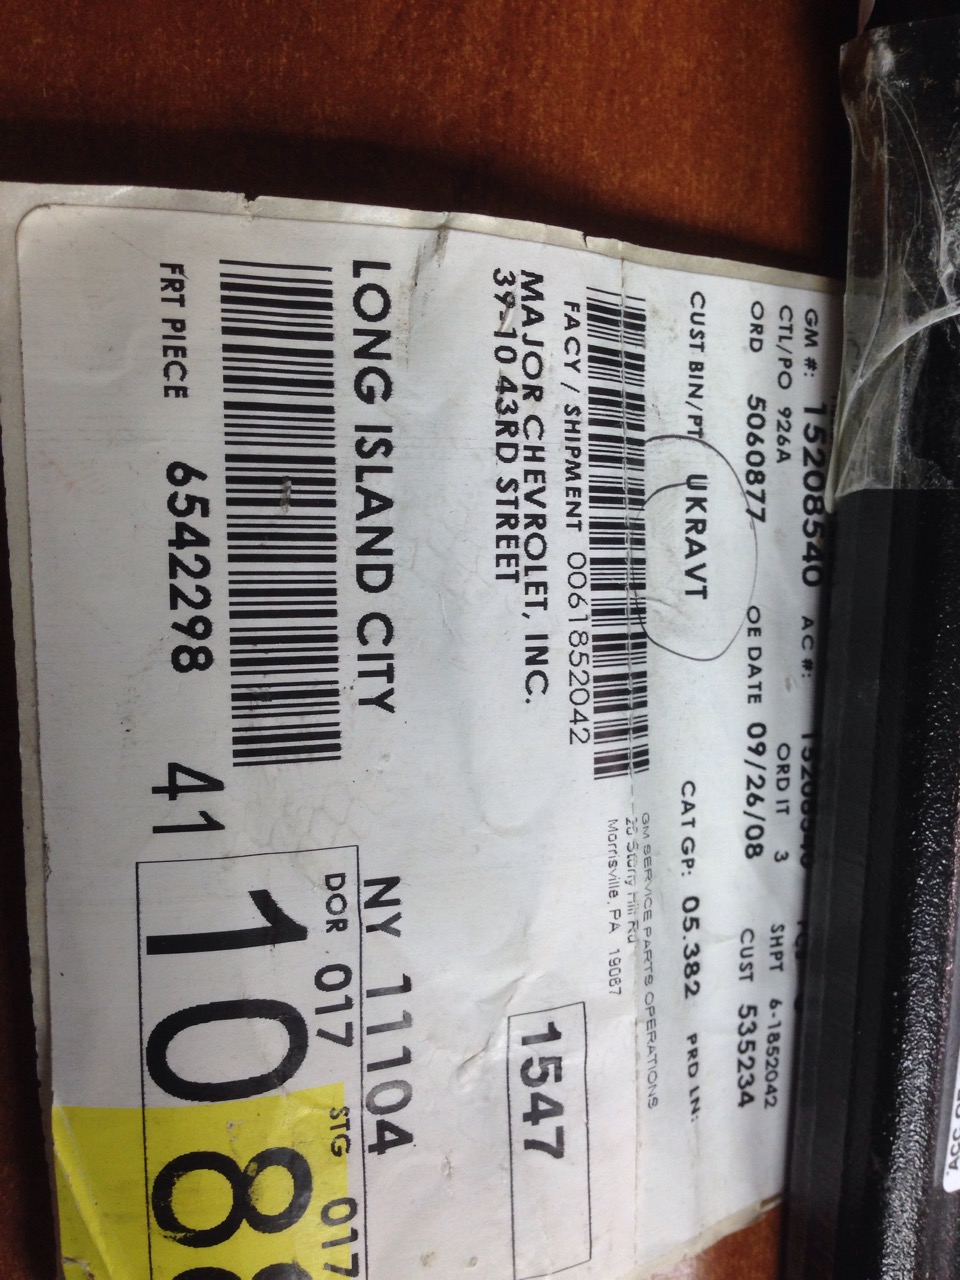 GM #: 15208540 AC #:
CTL/PO 926A ORD IT 3 SHPT 6-1852042
ORD 5060877 OE DATE 09/26/08 CUST 535234
CUST BIN/PT UKRAVT CAT GP: 05.382 PRD LN:
GM SERVICE PARTS OPERATIONS
Morrisville, PA 19067
FACY / SHIPMENT 0061852042
MAJOR CHEVROLET, INC.
39-10 43RD STREET
1547
LONG ISLAND CITY NY 11104
DOR 017 STG 017
FRT PIECE 6542298 41
108